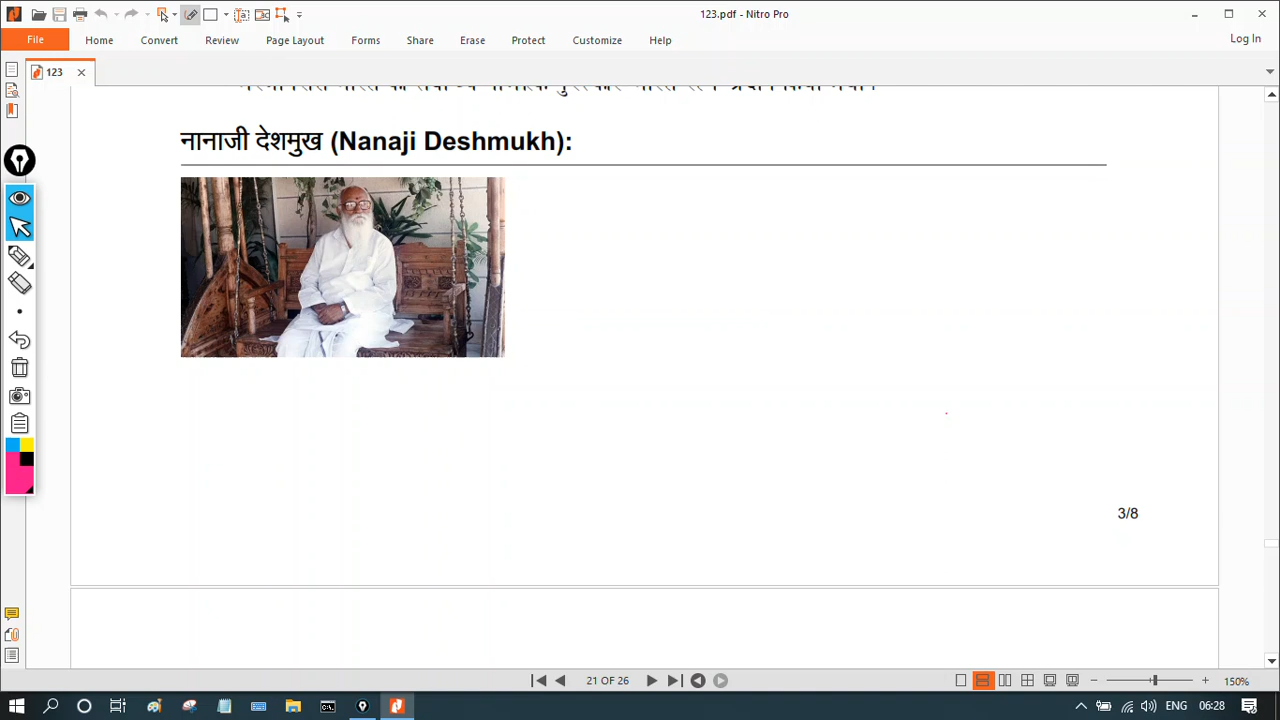 123.pdf - Nitro Pro
File Home Convert Review Page Layout Forms Share Erase Protect Customize Help
Log In
123
नानाजी देशमुख (Nanaji Deshmukh):
3/8
21 OF 26
150%
ENG 06:28